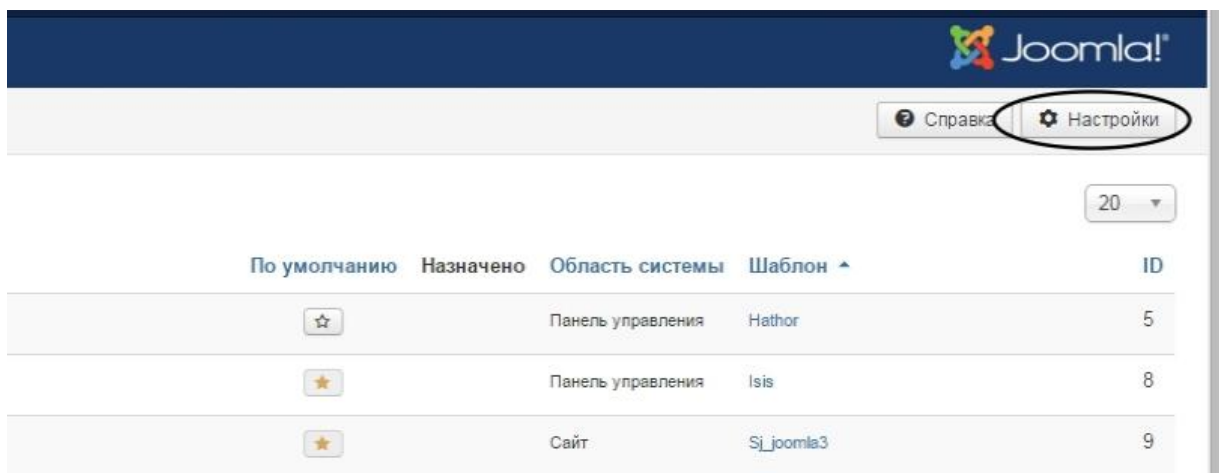 Joomla!®
Справка Настройки
20
По умолчанию Назначено Область системы Шаблон ID
Панель управления Hathor 5
Панель управления Isis 8
Сайт Sj_joomla3 9